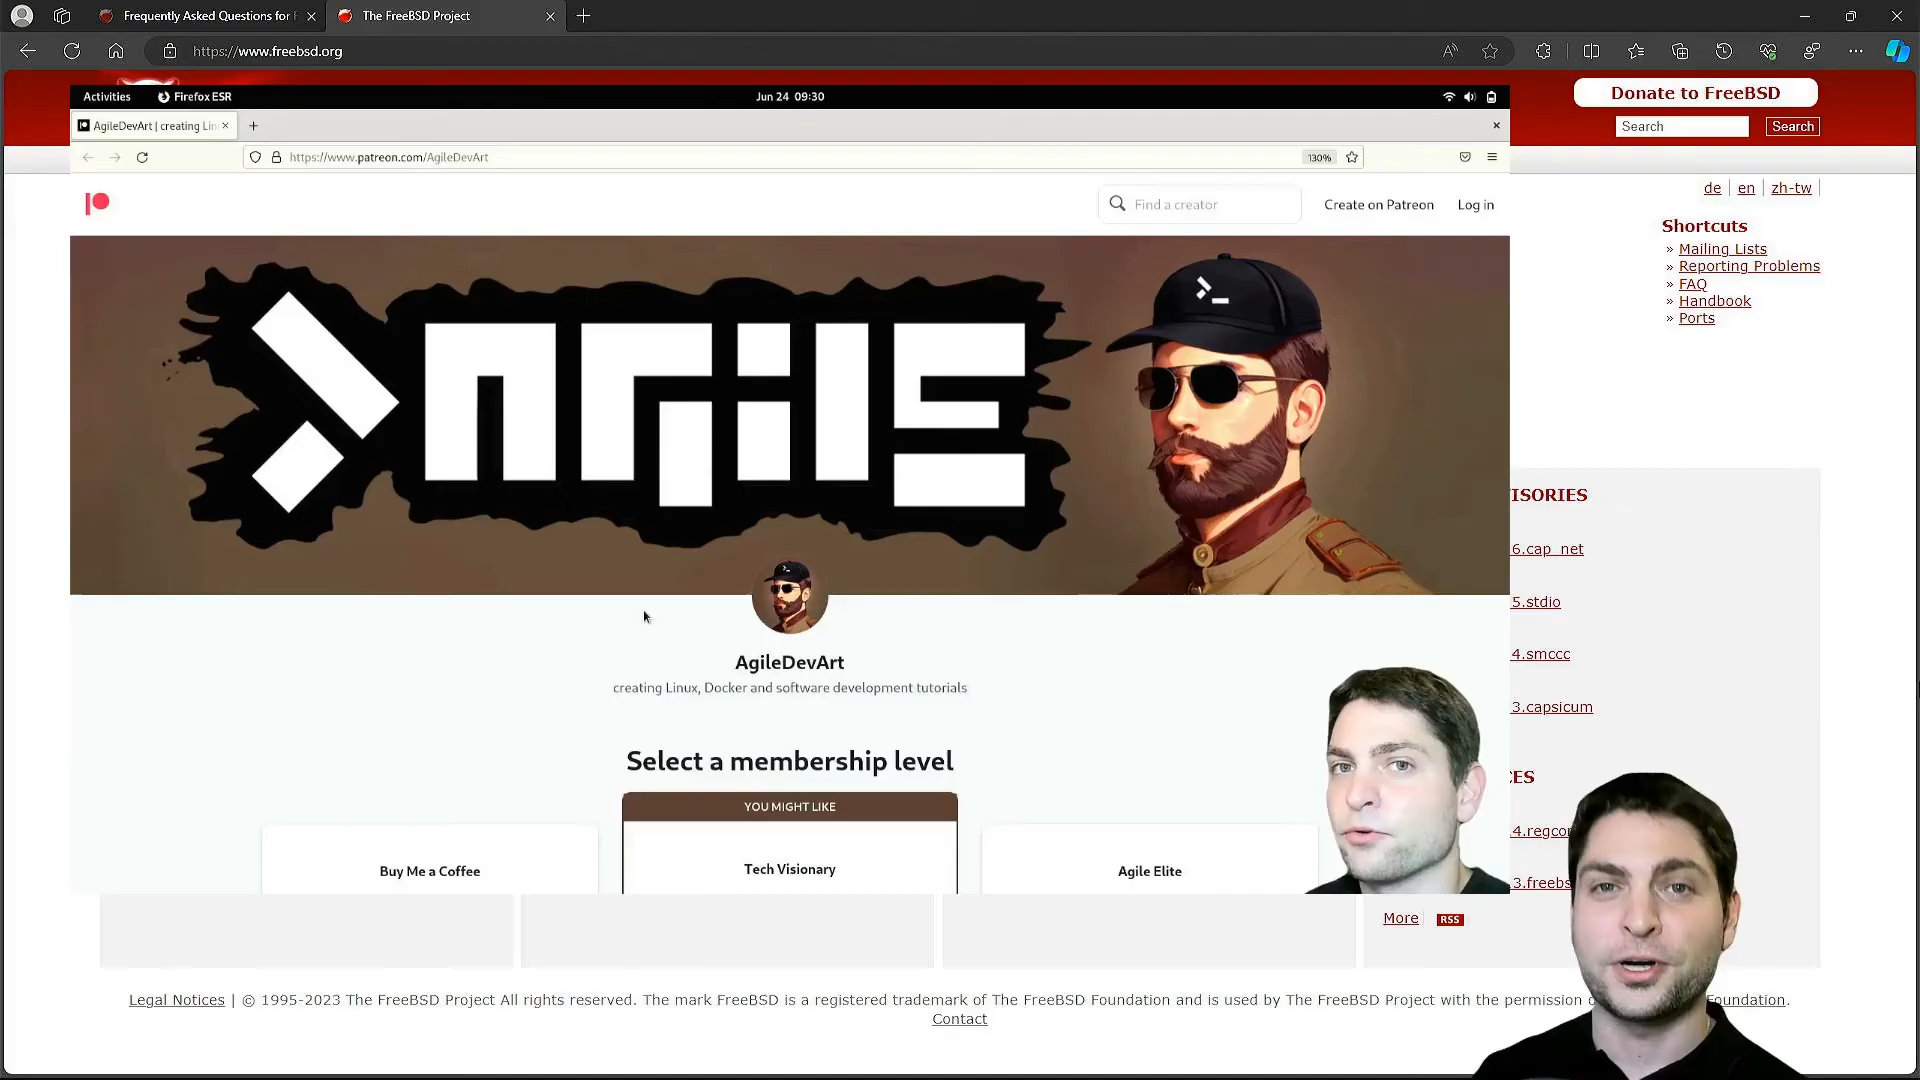 Frequently Asked Questions for F
The FreeBSD Project
https://www.freebsd.org
Donate to FreeBSD
Search
Search
de
en
zh-tw
Shortcuts
» Mailing Lists
» Reporting Problems
» FAQ
» Handbook
» Ports
Activities
Firefox ESR
Jun 24 09:30
AgileDevArt | creating Lin
https://www.patreon.com/AgileDevArt
130%
Find a creator
Create on Patreon
Log in
AGILE
AgileDevArt
creating Linux, Docker and software development tutorials
Select a membership level
YOU MIGHT LIKE
Buy Me a Coffee
Tech Visionary
Agile Elite
ISORIES
6.cap_net
5.stdio
4.smccc
3.capsicum
ES
4.regco
3.freebs
More
RSS
Legal Notices | © 1995-2023 The FreeBSD Project All rights reserved. The mark FreeBSD is a registered trademark of The FreeBSD Foundation and is used by The FreeBSD Project with the permission Foundation.
Contact